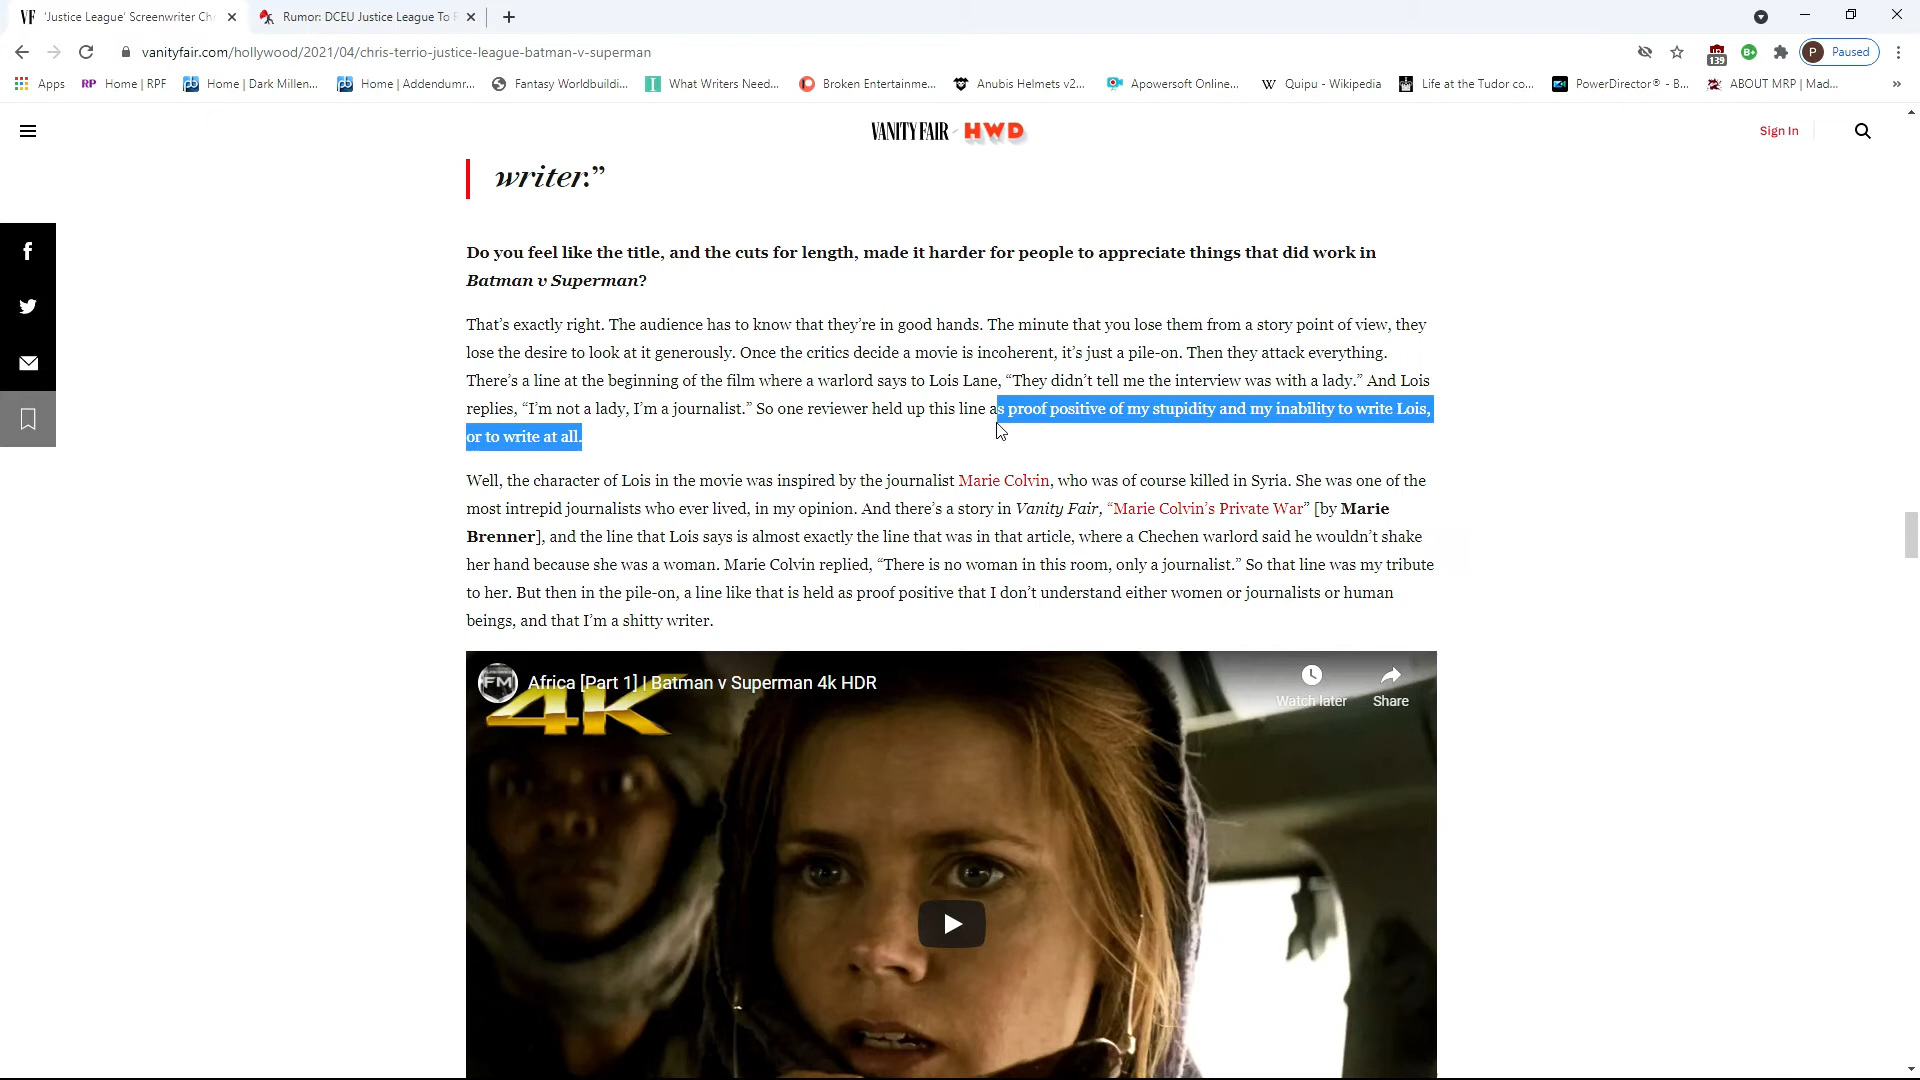 'Justice League' Screenwriter Ch
Rumor: DCEU Justice League To
vanityfair.com/hollywood/2021/04/chris-terrio-justice-league-batman-v-superman
139
P Paused
Apps
RP Home | RPF
Home | Dark Millen...
Home | Addendumr...
Fantasy Worldbuildi...
What Writers Need...
Broken Entertainme...
Anubis Helmets v2...
Apowersoft Online...
W Quipu - Wikipedia
Life at the Tudor co...
PowerDirector® - B...
ABOUT MRP | Mad...
VANITY FAIR HWD
Sign In
writer.”
Do you feel like the title, and the cuts for length, made it harder for people to appreciate things that did work in
Batman v Superman?
That’s exactly right. The audience has to know that they’re in good hands. The minute that you lose them from a story point of view, they
lose the desire to look at it generously. Once the critics decide a movie is incoherent, it’s just a pile-on. Then they attack everything.
There’s a line at the beginning of the film where a warlord says to Lois Lane, “They didn’t tell me the interview was with a lady.” And Lois
replies, “I’m not a lady, I’m a journalist.” So one reviewer held up this line as proof positive of my stupidity and my inability to write Lois,
or to write at all.
Well, the character of Lois in the movie was inspired by the journalist Marie Colvin, who was of course killed in Syria. She was one of the
most intrepid journalists who ever lived, in my opinion. And there’s a story in Vanity Fair, “Marie Colvin’s Private War” [by Marie
Brenner], and the line that Lois says is almost exactly the line that was in that article, where a Chechen warlord said he wouldn’t shake
her hand because she was a woman. Marie Colvin replied, “There is no woman in this room, only a journalist.” So that line was my tribute
to her. But then in the pile-on, a line like that is held as proof positive that I don’t understand either women or journalists or human
beings, and that I’m a shitty writer.
FM Africa [Part 1] | Batman v Superman 4k HDR
4K
Watch later
Share